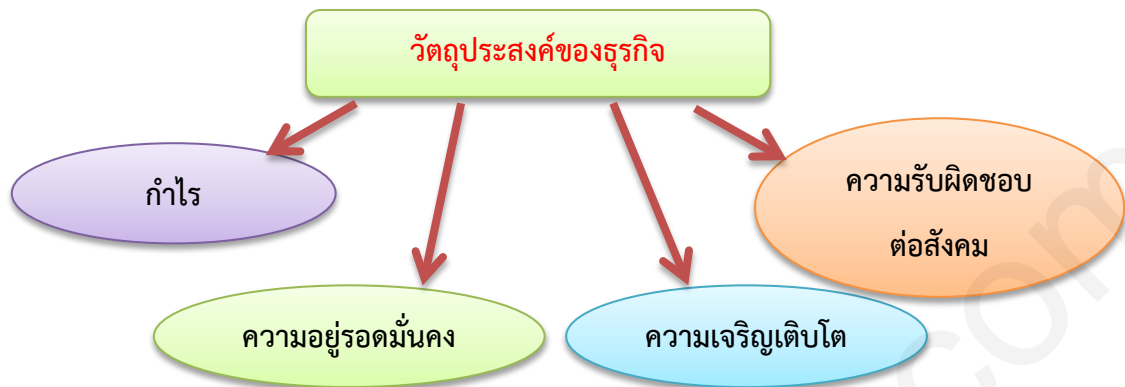 วัตถุประสงค์ของธุรกิจ
กำไร
ความรับผิดชอบ
ต่อสังคม
ความอยู่รอดมั่นคง
ความเจริญเติบโต
com